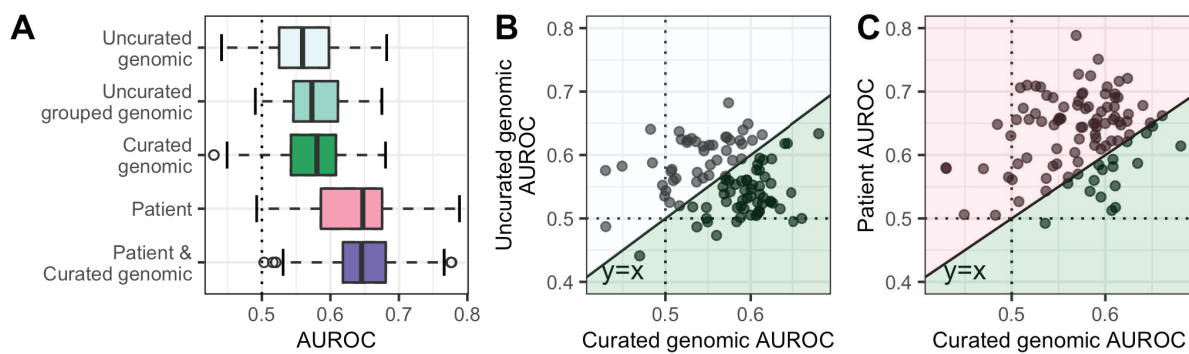 A
Uncurated
genomic
Uncurated
grouped genomic
Curated
genomic
Patient
Patient &
Curated genomic
0.5
0.6
0.7
0.8
AUROC
B
Uncurated genomic
AUROC
0.8
0.7
0.6
0.5
0.4
y=x
0.5
0.6
Curated genomic AUROC
C
Patient AUROC
0.8
0.7
0.6
0.5
0.4
y=x
0.5
0.6
Curated genomic AUROC